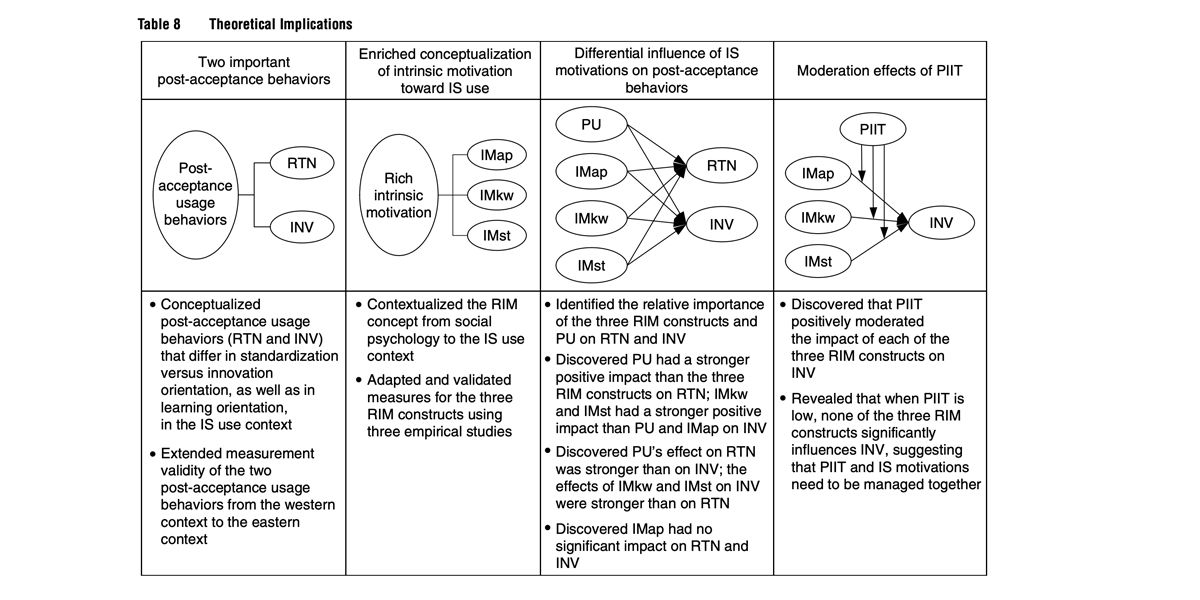 Table 8 Theoretical Implications
Two important
post-acceptance behaviors
Enriched conceptualization
of intrinsic motivation
toward IS use
Differential influence of IS
motivations on post-acceptance
behaviors
Moderation effects of PIIT
Post-
acceptance
usage
behaviors
RTN
INV
Rich
intrinsic
motivation
IMap
IMkw
IMst
PU
IMap
IMkw
IMst
RTN
INV
PIIT
IMap
IMkw
IMst
INV
• Conceptualized
post-acceptance usage
behaviors (RTN and INV)
that differ in standardization
versus innovation
orientation, as well as in
learning orientation,
in the IS use context
• Extended measurement
validity of the two
post-acceptance usage
behaviors from the western
context to the eastern
context
• Contextualized the RIM
concept from social
psychology to the IS use
context
• Adapted and validated
measures for the three
RIM constructs using
three empirical studies
• Identified the relative importance
of the three RIM constructs and
PU on RTN and INV
• Discovered PU had a stronger
positive impact than the three
RIM constructs on RTN; IMkw
and IMst had a stronger positive
impact than PU and IMap on INV
• Discovered PU's effect on RTN
was stronger than on INV; the
effects of IMkw and IMst on INV
were stronger than on RTN
• Discovered IMap had no
significant impact on RTN and
INV
• Discovered that PIIT
positively moderated
the impact of each of the
three RIM constructs on
INV
• Revealed that when PIIT is
low, none of the three RIM
constructs significantly
influences INV, suggesting
that PIIT and IS motivations
need to be managed together